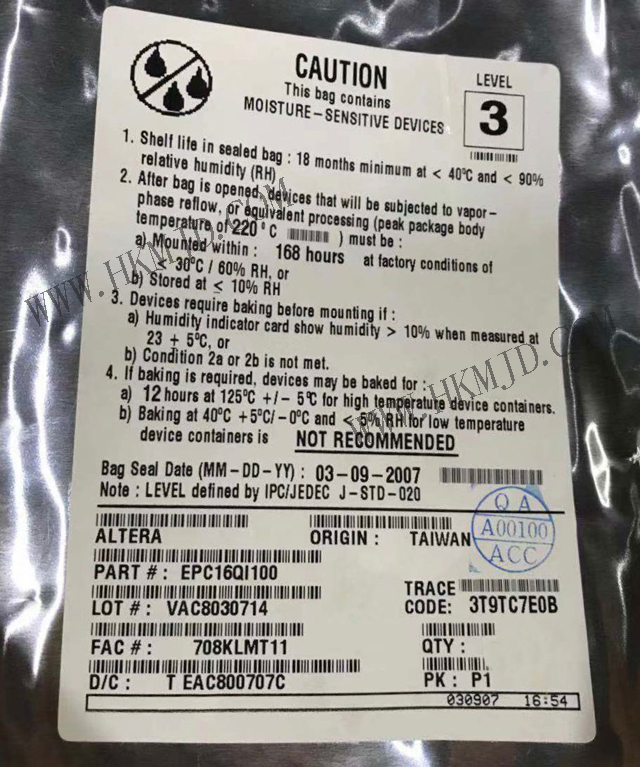 CAUTION
This bag contains
MOISTURE-SENSITIVE DEVICES
LEVEL
3
1. Shelf life in sealed bag : 18 months minimum at < 40°C and < 90%
relative humidity (RH)
2. After bag is opened, devices that will be subjected to vapor-
phase reflow, or equivalent processing (peak package body
temperature of 220°C ) must be :
a) Mounted within : 168 hours at factory conditions of
< 30°C / 60% RH, or
b) Stored at ≤ 10% RH
3. Devices require baking before mounting if :
a) Humidity indicator card show humidity > 10% when measured at
23 + 5°C, or
b) Condition 2a or 2b is not met.
4. If baking is required, devices may be baked for :
a) 12 hours at 125°C +/- 5°C for high temperature device containers.
b) Baking at 40°C +5°C/-0°C and < 5% RH for low temperature
device containers is NOT RECOMMENDED
Bag Seal Date (MM-DD-YY) : 03-09-2007
Note : LEVEL defined by IPC/JEDEC J-STD-020
QA
A00100
ACC
ALTERA ORIGIN : TAIWAN
PART # : EPC16QI100
LOT # : VAC8030714
TRACE
CODE: 3T9TC7E0B
FAC # : 708KLMT11 QTY :
D/C : T EAC800707C PK : P1
030907 16:54
WWW.HKMJD.COM
WWW.HKMJD.COM